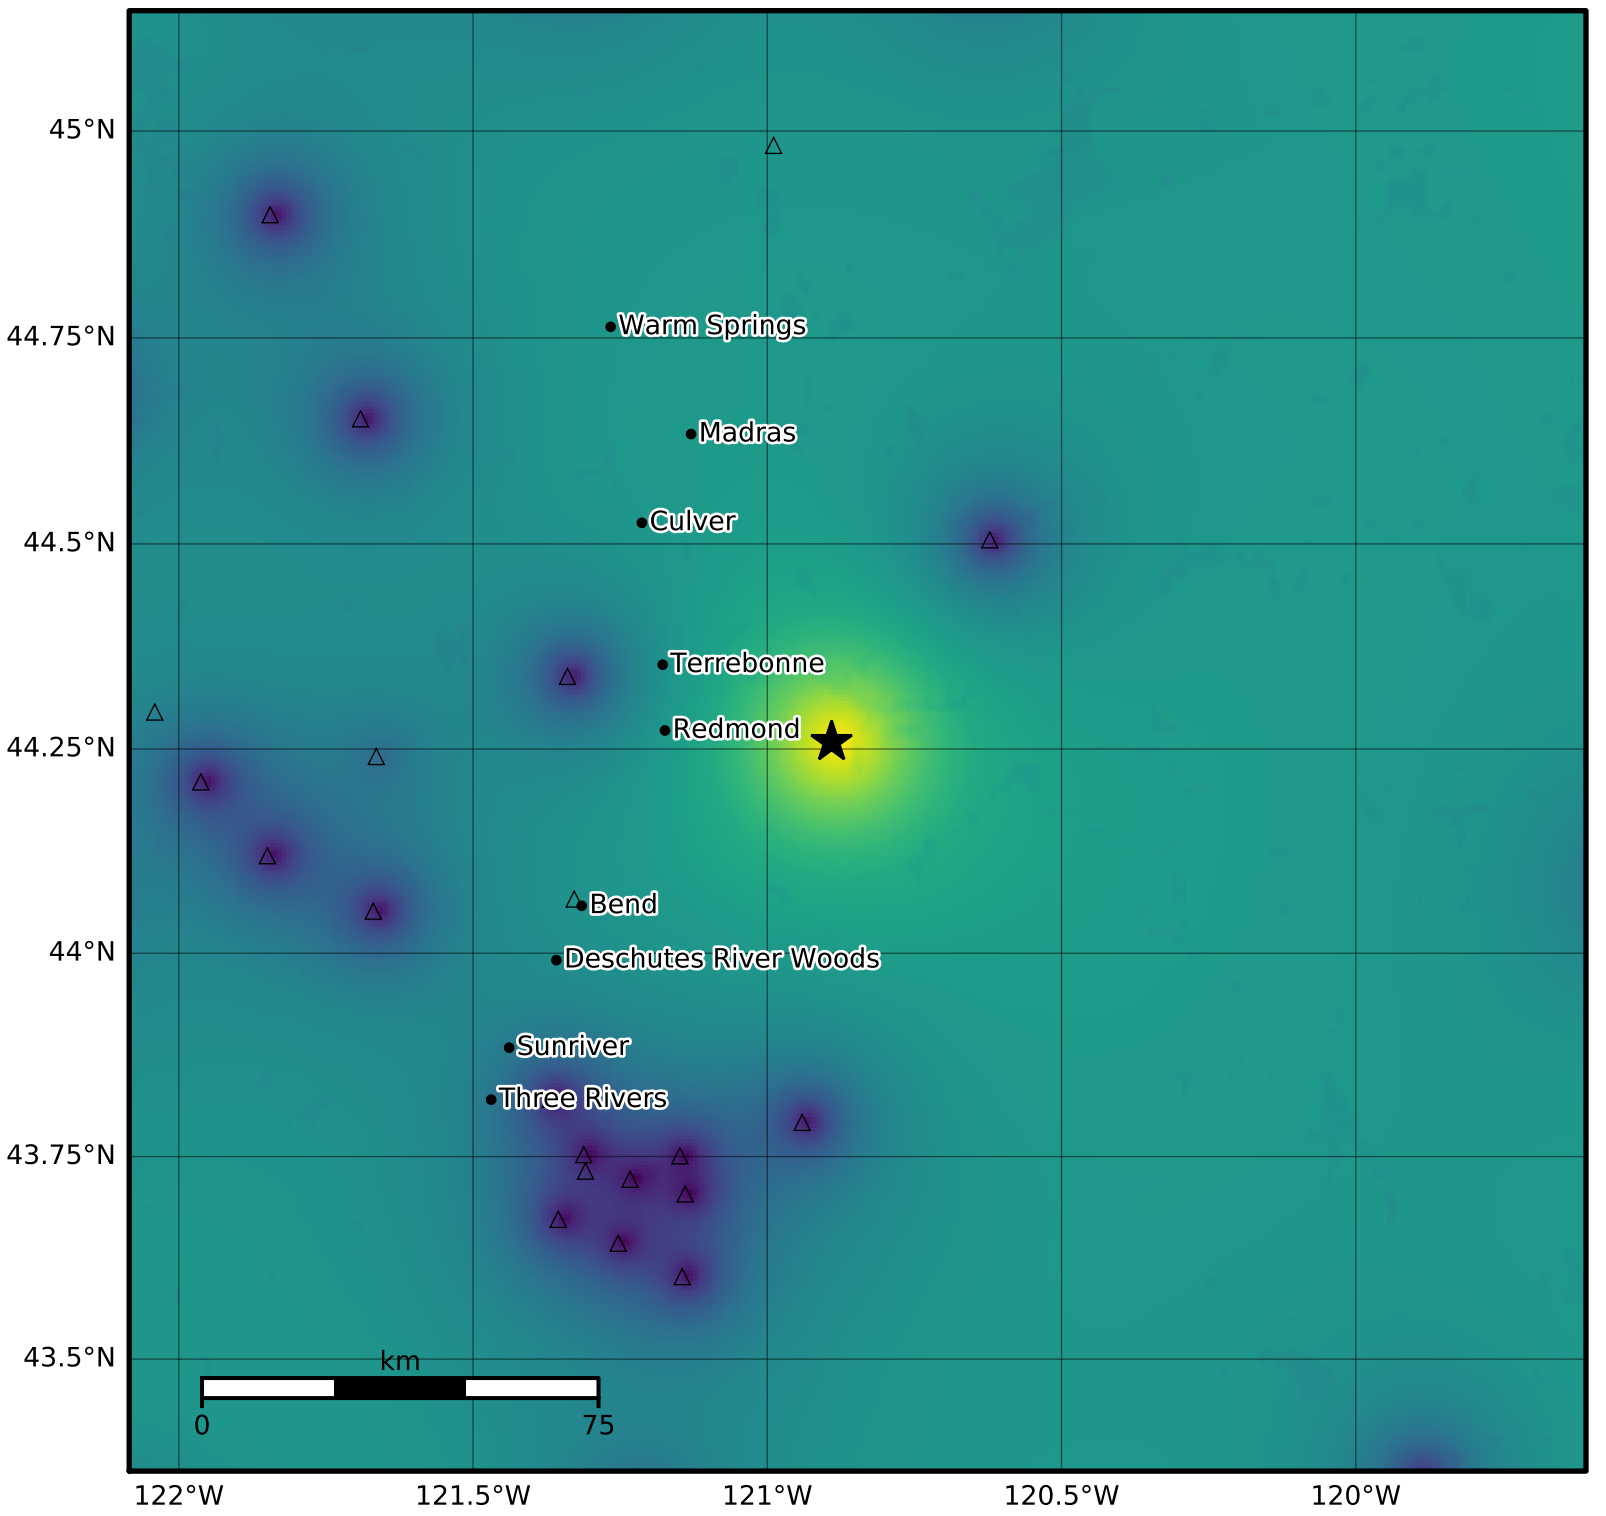 45°N
Warm Springs
44.75°N
Madras
Culver
44.5°N
Terrebonne
Redmond
44.25°N
Bend
44°N
Deschutes River Woods
Sunriver
Three Rivers
43.75°N
43.5°N
km
0 75
122°W 121.5°W 121°W 120.5°W 120°W